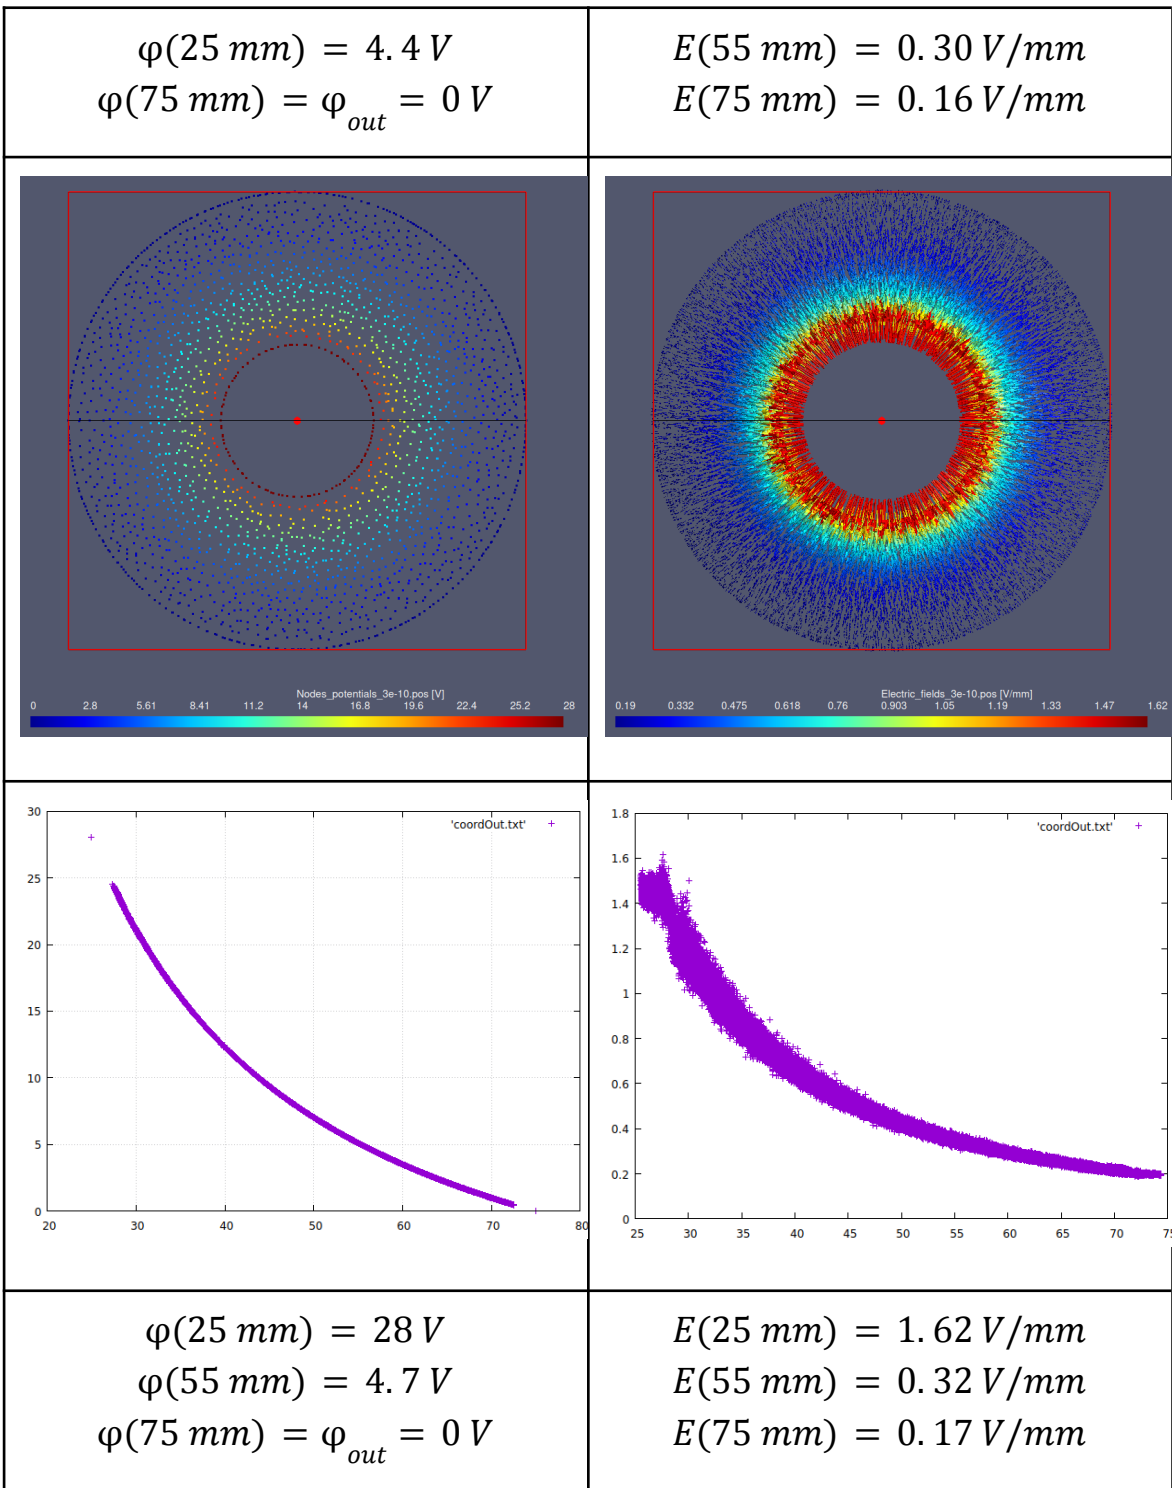 φ(25 mm) = 4.4 V
φ(75 mm) = φ_out = 0 V
E(55 mm) = 0.30 V/mm
E(75 mm) = 0.16 V/mm
Nodes_potentials_3e-10.pos [V]
0 2.8 5.61 8.41 11.2 14 16.8 19.6 22.4 25.2 28
Electric_fields_3e-10.pos [V/mm]
0.19 0.332 0.475 0.618 0.76 0.903 1.05 1.19 1.33 1.47 1.62
'coordOut.txt'
30
25
20
15
10
5
0
20 30 40 50 60 70 80
'coordOut.txt'
1.8
1.6
1.4
1.2
1
0.8
0.6
0.4
0.2
0
25 30 35 40 45 50 55 60 65 70 75
φ(25 mm) = 28 V
φ(55 mm) = 4.7 V
φ(75 mm) = φ_out = 0 V
E(25 mm) = 1.62 V/mm
E(55 mm) = 0.32 V/mm
E(75 mm) = 0.17 V/mm